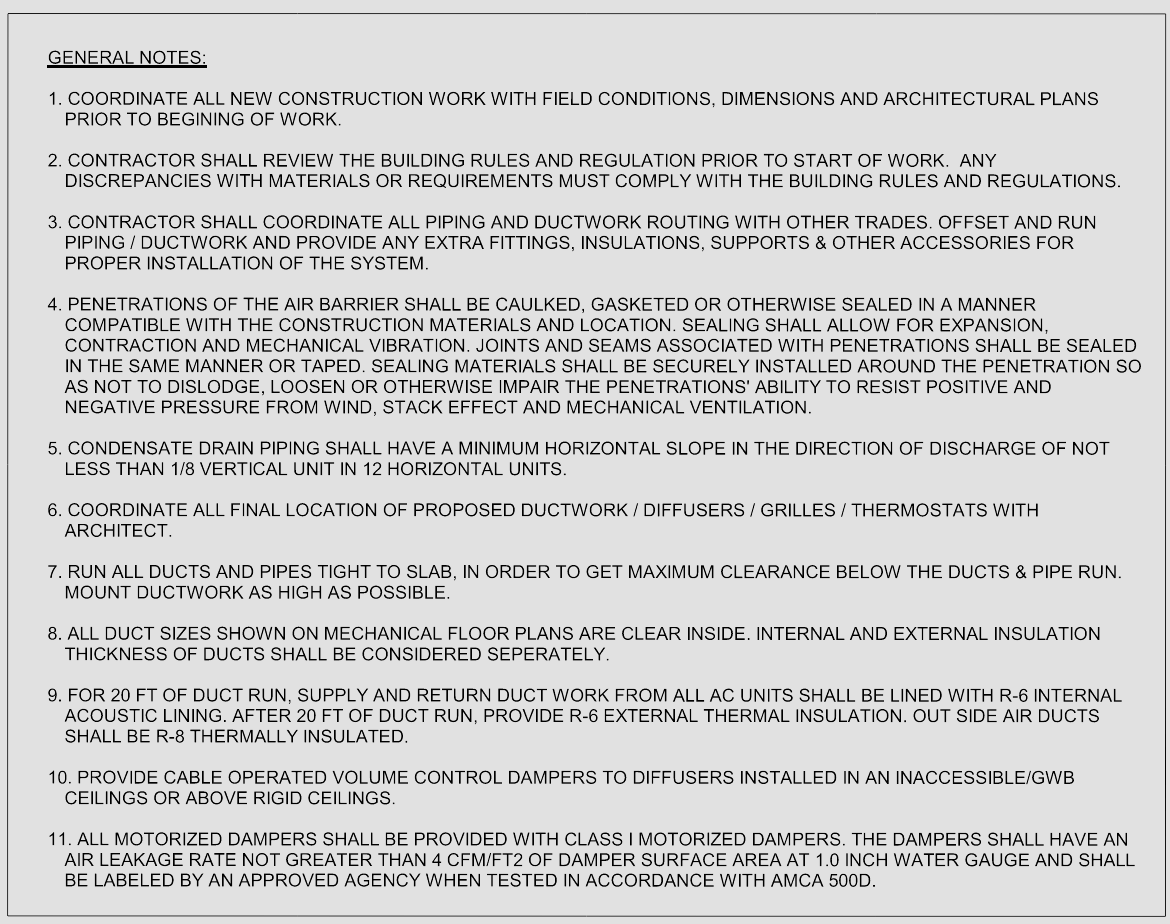 GENERAL NOTES:
1. COORDINATE ALL NEW CONSTRUCTION WORK WITH FIELD CONDITIONS, DIMENSIONS AND ARCHITECTURAL PLANS
PRIOR TO BEGINING OF WORK.
2. CONTRACTOR SHALL REVIEW THE BUILDING RULES AND REGULATION PRIOR TO START OF WORK.  ANY
DISCREPANCIES WITH MATERIALS OR REQUIREMENTS MUST COMPLY WITH THE BUILDING RULES AND REGULATIONS.
3. CONTRACTOR SHALL COORDINATE ALL PIPING AND DUCTWORK ROUTING WITH OTHER TRADES. OFFSET AND RUN
PIPING / DUCTWORK AND PROVIDE ANY EXTRA FITTINGS, INSULATIONS, SUPPORTS & OTHER ACCESSORIES FOR
PROPER INSTALLATION OF THE SYSTEM.
4. PENETRATIONS OF THE AIR BARRIER SHALL BE CAULKED, GASKETED OR OTHERWISE SEALED IN A MANNER
COMPATIBLE WITH THE CONSTRUCTION MATERIALS AND LOCATION. SEALING SHALL ALLOW FOR EXPANSION,
CONTRACTION AND MECHANICAL VIBRATION. JOINTS AND SEAMS ASSOCIATED WITH PENETRATIONS SHALL BE SEALED
IN THE SAME MANNER OR TAPED. SEALING MATERIALS SHALL BE SECURELY INSTALLED AROUND THE PENETRATION SO
AS NOT TO DISLODGE, LOOSEN OR OTHERWISE IMPAIR THE PENETRATIONS' ABILITY TO RESIST POSITIVE AND
NEGATIVE PRESSURE FROM WIND, STACK EFFECT AND MECHANICAL VENTILATION.
5. CONDENSATE DRAIN PIPING SHALL HAVE A MINIMUM HORIZONTAL SLOPE IN THE DIRECTION OF DISCHARGE OF NOT
LESS THAN 1/8 VERTICAL UNIT IN 12 HORIZONTAL UNITS.
6. COORDINATE ALL FINAL LOCATION OF PROPOSED DUCTWORK / DIFFUSERS / GRILLES / THERMOSTATS WITH
ARCHITECT.
7. RUN ALL DUCTS AND PIPES TIGHT TO SLAB, IN ORDER TO GET MAXIMUM CLEARANCE BELOW THE DUCTS & PIPE RUN.
MOUNT DUCTWORK AS HIGH AS POSSIBLE.
8. ALL DUCT SIZES SHOWN ON MECHANICAL FLOOR PLANS ARE CLEAR INSIDE. INTERNAL AND EXTERNAL INSULATION
THICKNESS OF DUCTS SHALL BE CONSIDERED SEPERATELY.
9. FOR 20 FT OF DUCT RUN, SUPPLY AND RETURN DUCT WORK FROM ALL AC UNITS SHALL BE LINED WITH R-6 INTERNAL
ACOUSTIC LINING. AFTER 20 FT OF DUCT RUN, PROVIDE R-6 EXTERNAL THERMAL INSULATION. OUT SIDE AIR DUCTS
SHALL BE R-8 THERMALLY INSULATED.
10. PROVIDE CABLE OPERATED VOLUME CONTROL DAMPERS TO DIFFUSERS INSTALLED IN AN INACCESSIBLE/GWB
CEILINGS OR ABOVE RIGID CEILINGS.
11. ALL MOTORIZED DAMPERS SHALL BE PROVIDED WITH CLASS I MOTORIZED DAMPERS. THE DAMPERS SHALL HAVE AN
AIR LEAKAGE RATE NOT GREATER THAN 4 CFM/FT2 OF DAMPER SURFACE AREA AT 1.0 INCH WATER GAUGE AND SHALL
BE LABELED BY AN APPROVED AGENCY WHEN TESTED IN ACCORDANCE WITH AMCA 500D.